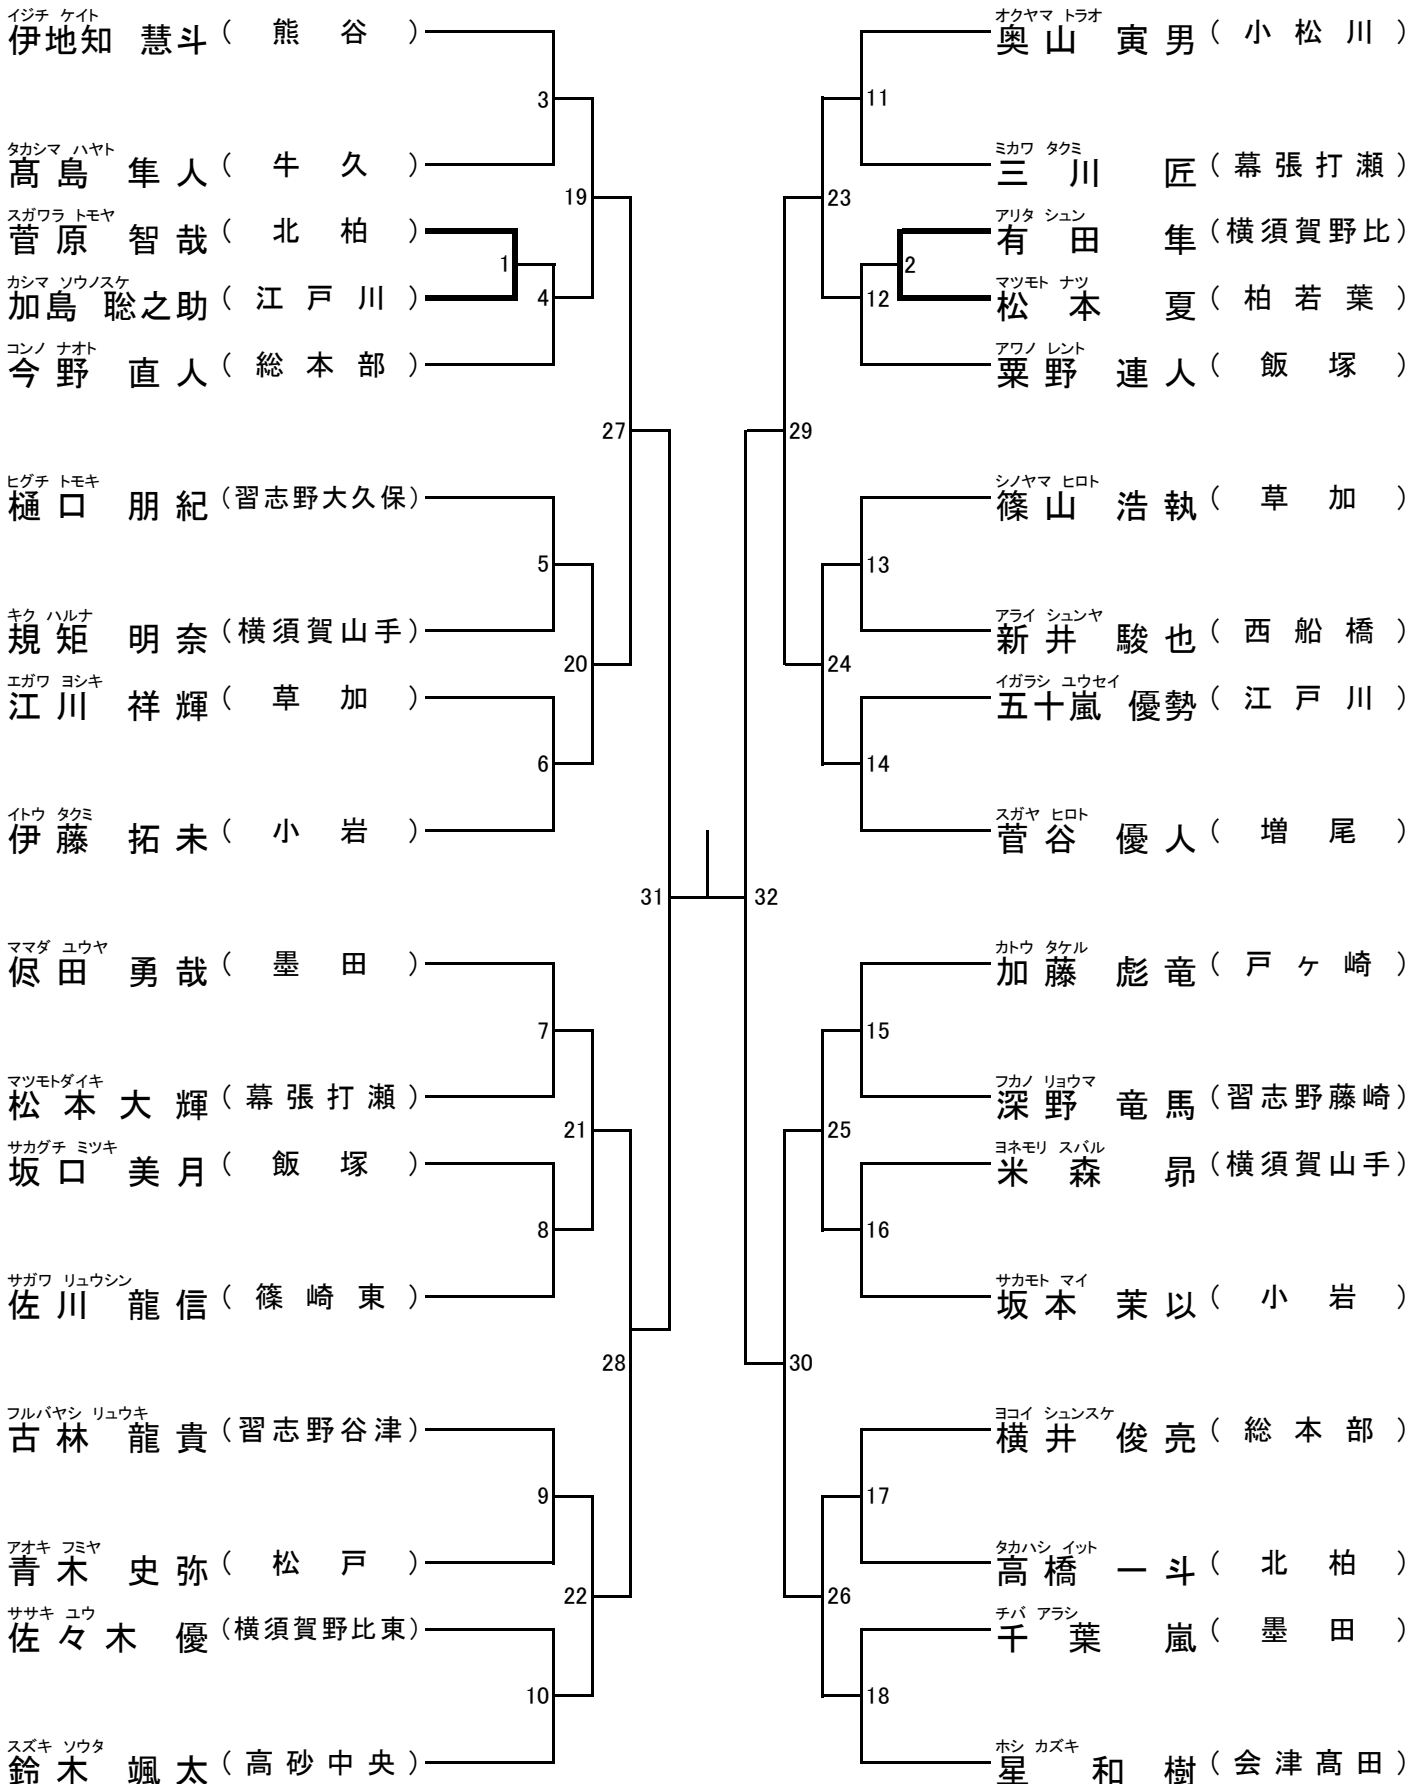 イジチ ケイト
伊地知 慧斗 (熊谷)
3
タカシマ ハヤト
髙島 隼人 (牛久)
19
スガワラ トモヤ
菅原 智哉 (北柏)
1
4
カシマ ソウノスケ
加島 聡之助 (江戸川)
コンノ ナオト
今野 直人 (総本部)
27
ヒグチ トモキ
樋口 朋紀 (習志野大久保)
5
キク ハルナ
規矩 明奈 (横須賀山手)
20
エガワ ヨシキ
江川 祥輝 (草加)
6
イトウ タクミ
伊藤 拓未 (小岩)
31
ママダ ユウヤ
侭田 勇哉 (墨田)
7
マツモトダイキ
松本 大輝 (幕張打瀬)
21
サカグチ ミツキ
坂口 美月 (飯塚)
8
サガワ リュウシン
佐川 龍信 (篠崎東)
28
フルバヤシ リュウキ
古林 龍貴 (習志野谷津)
9
アオキ フミヤ
青木 史弥 (松戸)
22
ササキ ユウ
佐々木 優 (横須賀野比東)
10
スズキ ソウタ
鈴木 颯太 (高砂中央)
オクヤマ トラオ
奥山 寅男 (小松川)
11
ミカワ タクミ
三川 匠 (幕張打瀬)
23
アリタ シュン
有田 隼 (横須賀野比)
2
12
マツモト ナツ
松本 夏 (柏若葉)
アワノ レント
粟野 連人 (飯塚)
29
シノヤマ ヒロト
篠山 浩執 (草加)
13
アライ シュンヤ
新井 駿也 (西船橋)
24
イガラシ ユウセイ
五十嵐 優勢 (江戸川)
14
スガヤ ヒロト
菅谷 優人 (増尾)
32
カトウ タケル
加藤 彪竜 (戸ヶ崎)
15
フカノ リョウマ
深野 竜馬 (習志野藤崎)
25
ヨネモリ スバル
米森 昴 (横須賀山手)
16
サカモト マイ
坂本 茉以 (小岩)
30
ヨコイ シュンスケ
横井 俊亮 (総本部)
17
タカハシ イット
高橋 一斗 (北柏)
26
チバ アラシ
千葉 嵐 (墨田)
18
ホシ カズキ
星 和樹 (会津髙田)